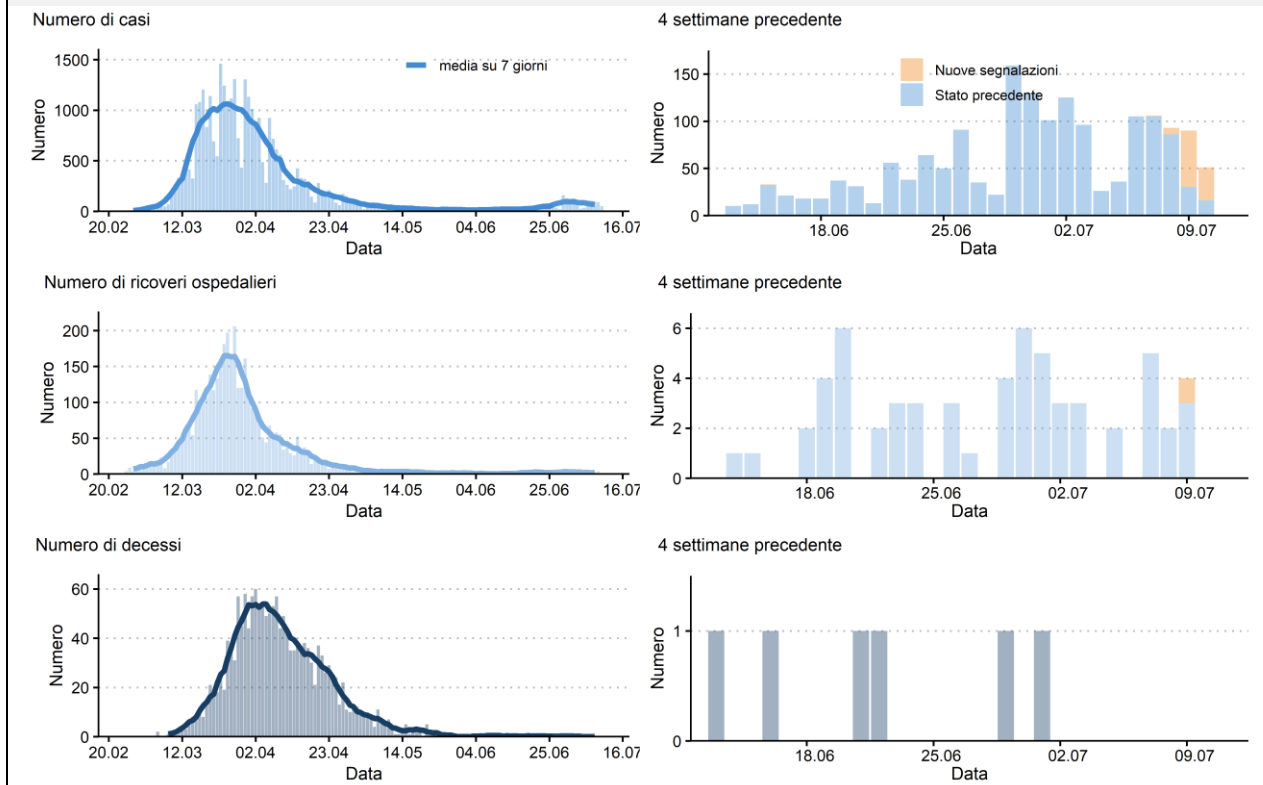 Numero di casi
4 settimane precedente
1500
1000
500
0
Numero
media su 7 giorni
20.02 12.03 02.04 23.04 14.05 04.06 25.06 16.07
Data
150
100
50
0
Numero
Nuove segnalazioni
Stato precedente
18.06 25.06 02.07 09.07
Data
Numero di ricoveri ospedalieri
4 settimane precedente
200
150
100
50
0
Numero
20.02 12.03 02.04 23.04 14.05 04.06 25.06 16.07
Data
6
4
2
0
Numero
18.06 25.06 02.07 09.07
Data
Numero di decessi
4 settimane precedente
60
40
20
0
Numero
20.02 12.03 02.04 23.04 14.05 04.06 25.06 16.07
Data
1
0
Numero
18.06 25.06 02.07 09.07
Data